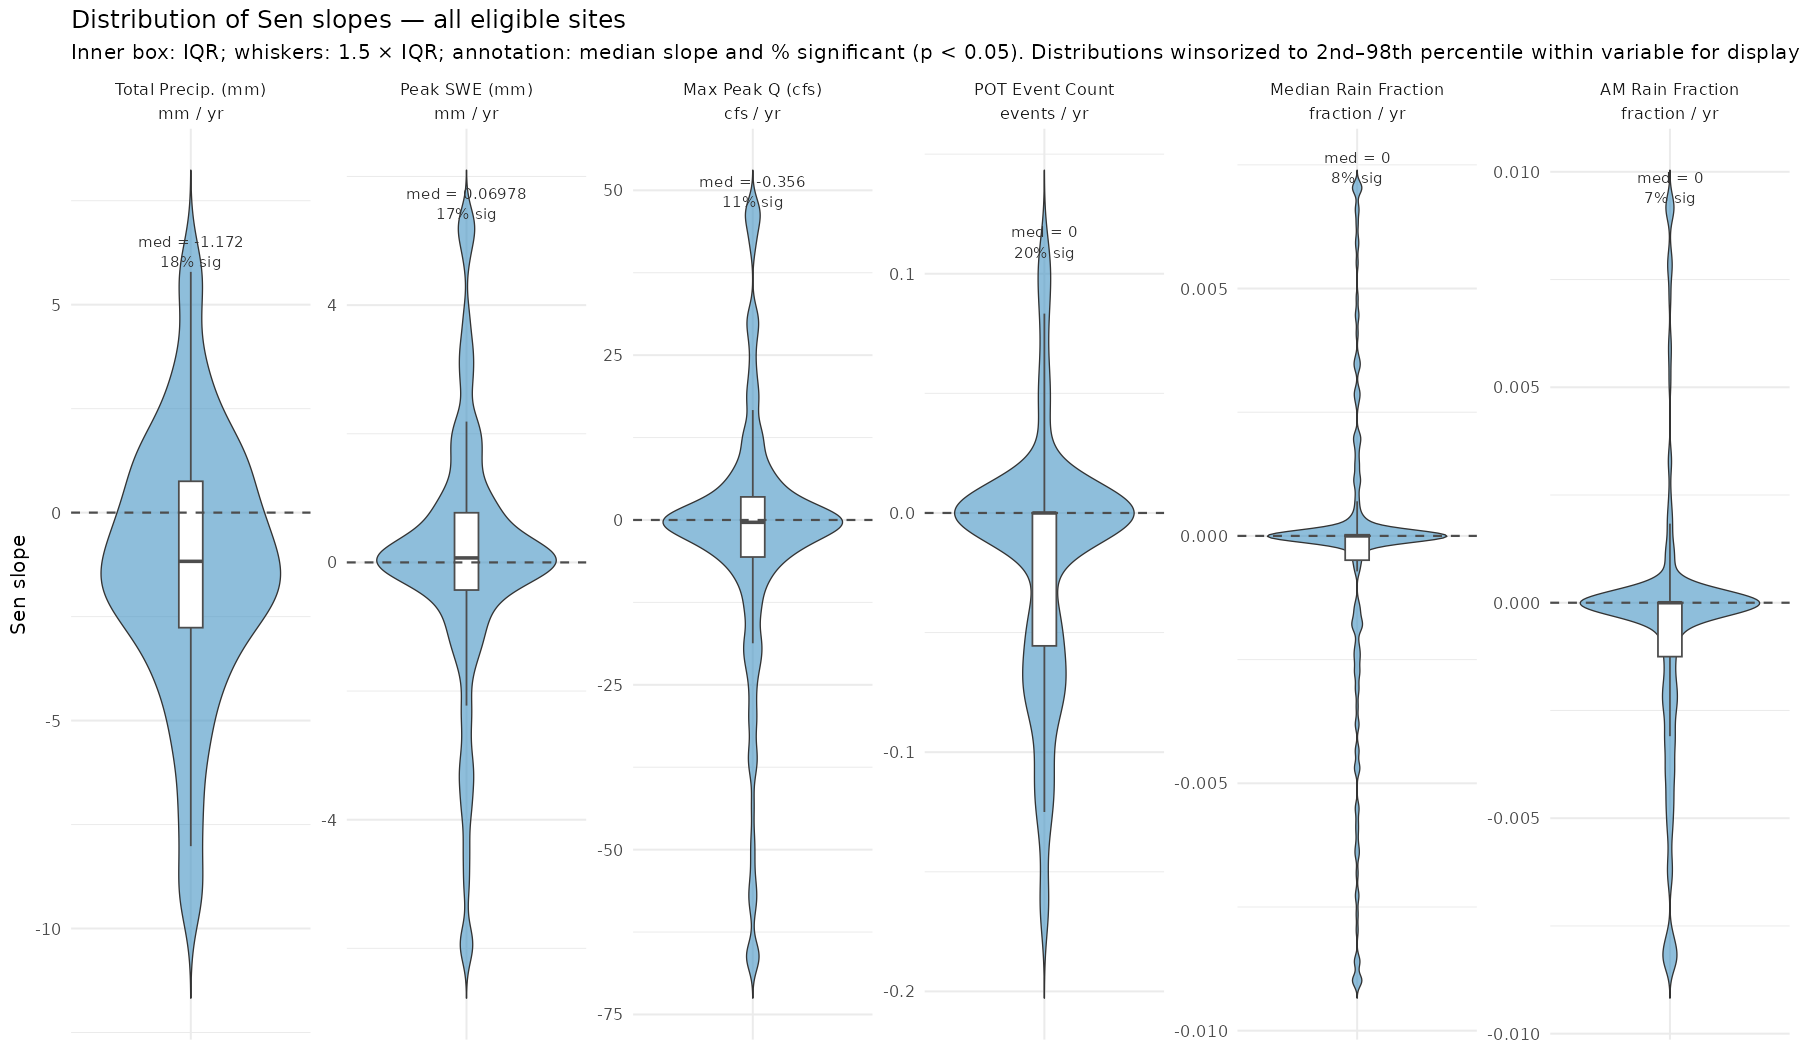 Distribution of Sen slopes — all eligible sites
Inner box: IQR; whiskers: 1.5 × IQR; annotation: median slope and % significant (p < 0.05). Distributions winsorized to 2nd–98th percentile within variable for display
Total Precip. (mm)
mm / yr
Peak SWE (mm)
mm / yr
Max Peak Q (cfs)
cfs / yr
POT Event Count
events / yr
Median Rain Fraction
fraction / yr
AM Rain Fraction
fraction / yr
Sen slope
5
0
-5
-10
med = -1.172
18% sig
4
0
-4
med = 0.06978
17% sig
50
25
0
-25
-50
-75
med = -0.356
11% sig
0.1
0.0
-0.1
-0.2
med = 0
20% sig
0.005
0.000
-0.005
-0.010
med = 0
8% sig
0.010
0.005
0.000
-0.005
-0.010
med = 0
7% sig